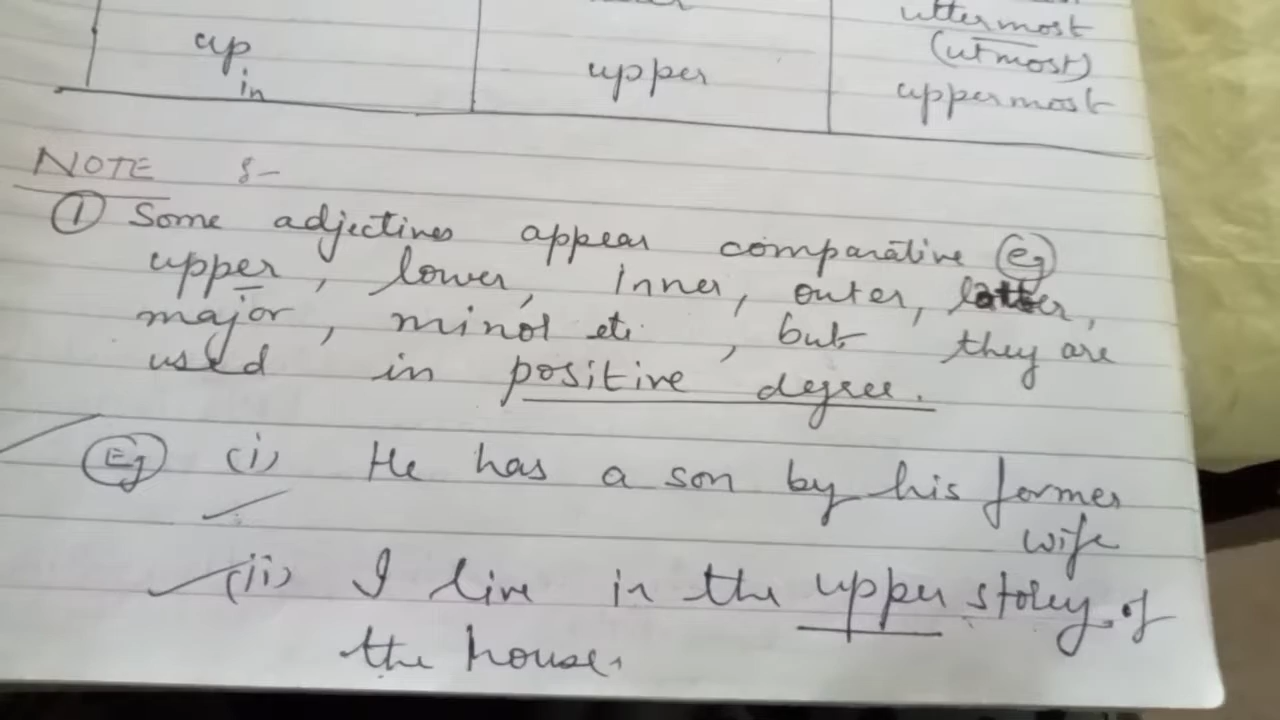 uttermost
(utmost)
up upper uppermost
in
NOTE :-
① Some adjectives appear comparative Eg
upper, lower, inner, outer, latter,
major, minor etc, but they are
used in positive degree.
Eg (i) He has a son by his former
wife
(ii) I live in the upper storey of
the house.